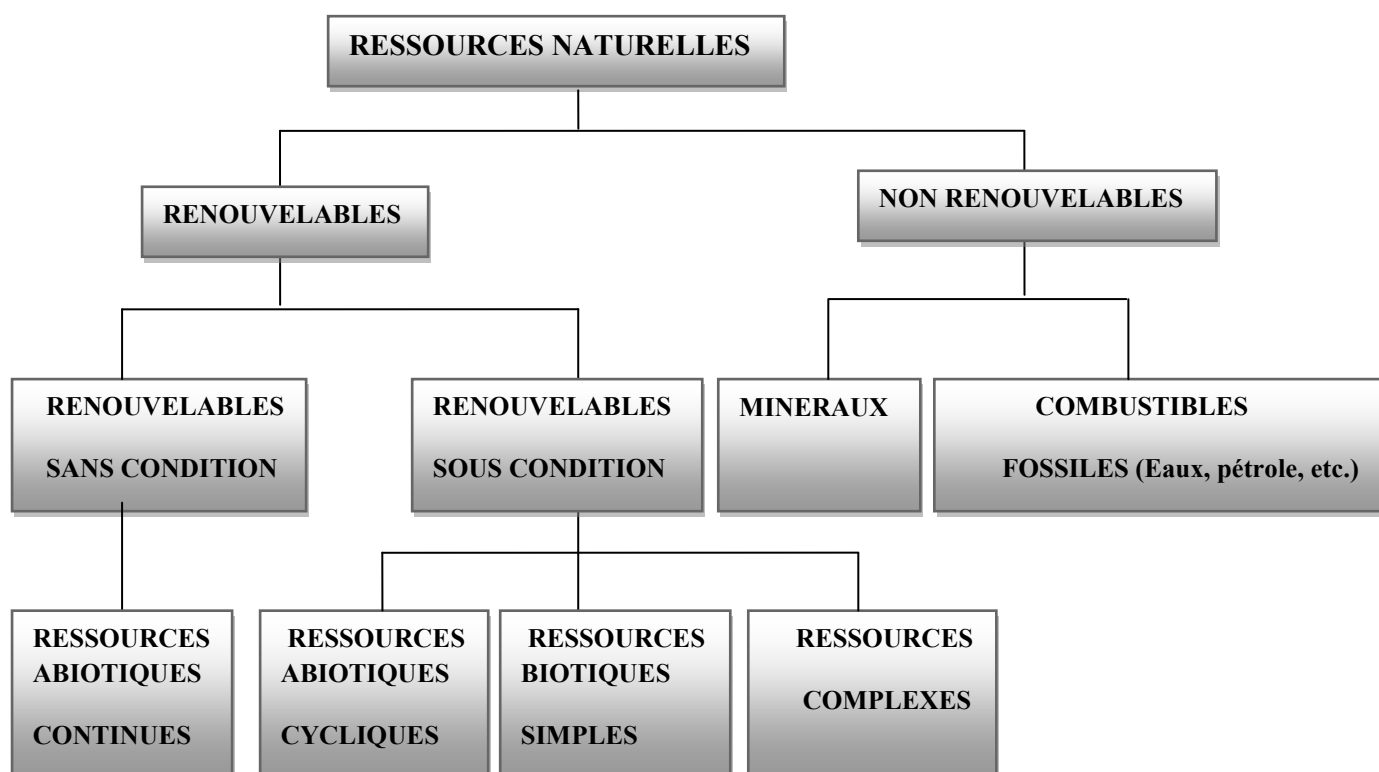 RESSOURCES NATURELLES
RENOUVELABLES
NON RENOUVELABLES
RENOUVELABLES
SANS CONDITION
RENOUVELABLES
SOUS CONDITION
MINERAUX
COMBUSTIBLES
FOSSILES (Eaux, pétrole, etc.)
RESSOURCES
ABIOTIQUES
CONTINUES
RESSOURCES
ABIOTIQUES
CYCLIQUES
RESSOURCES
BIOTIQUES
SIMPLES
RESSOURCES
COMPLEXES